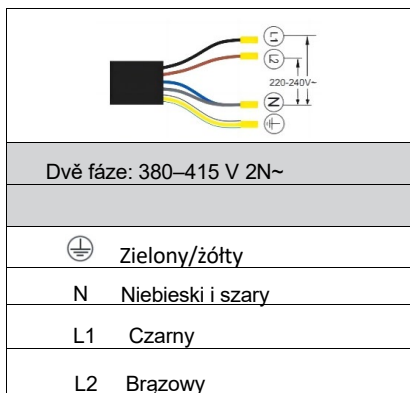 L1
L2
220-240V~
N
Dvě fáze: 380–415 V 2N~
Zielony/żółty
N Niebieski i szary
L1 Czarny
L2 Brązowy